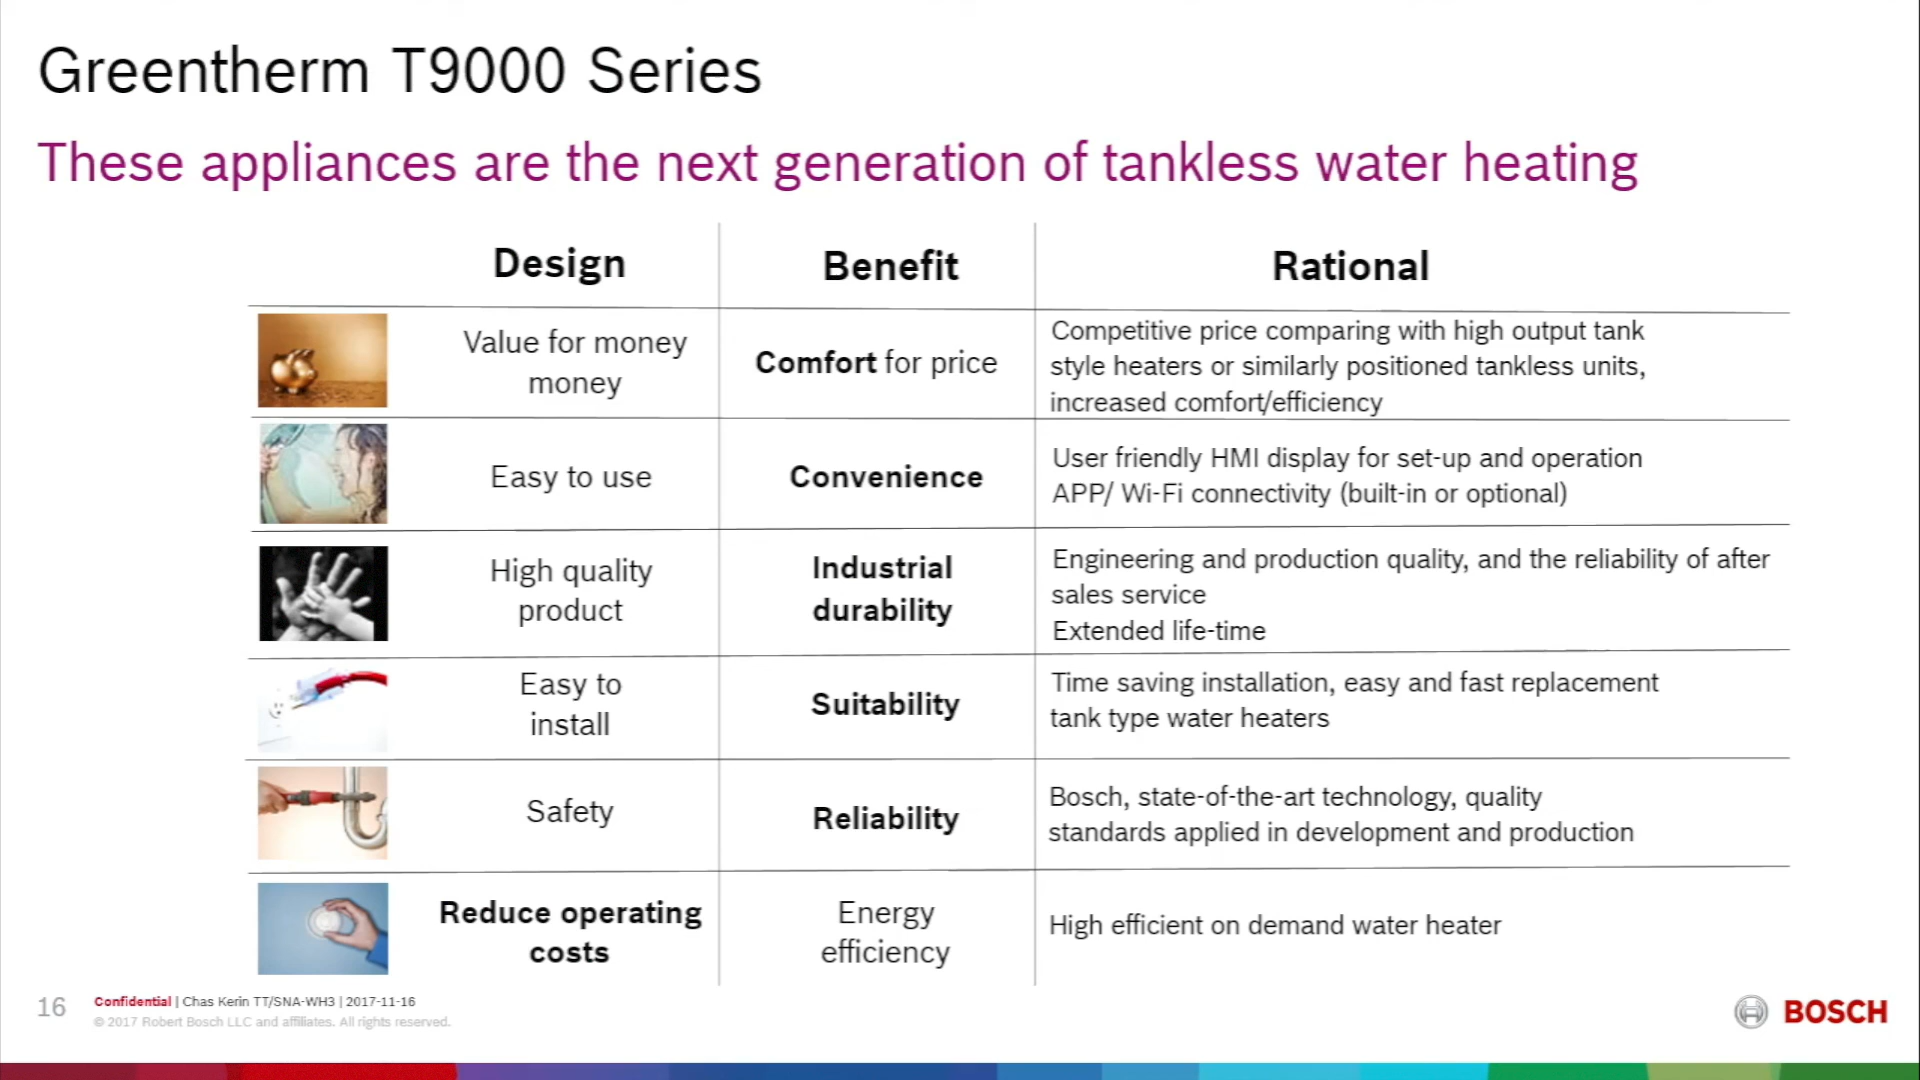 Greentherm T9000 Series
These appliances are the next generation of tankless water heating
Design
Benefit
Rational
Value for money
money
Comfort for price
Competitive price comparing with high output tank
style heaters or similarly positioned tankless units,
increased comfort/efficiency
Easy to use
Convenience
User friendly HMI display for set-up and operation
APP/ Wi-Fi connectivity (built-in or optional)
High quality
product
Industrial
durability
Engineering and production quality, and the reliability of after
sales service
Extended life-time
Easy to
install
Suitability
Time saving installation, easy and fast replacement
tank type water heaters
Safety
Reliability
Bosch, state-of-the-art technology, quality
standards applied in development and production
Reduce operating
costs
Energy
efficiency
High efficient on demand water heater
16
Confidential | Chas Kerin TT/SNA-WH3 | 2017-11-16
© 2017 Robert Bosch LLC and affiliates. All rights reserved.
BOSCH